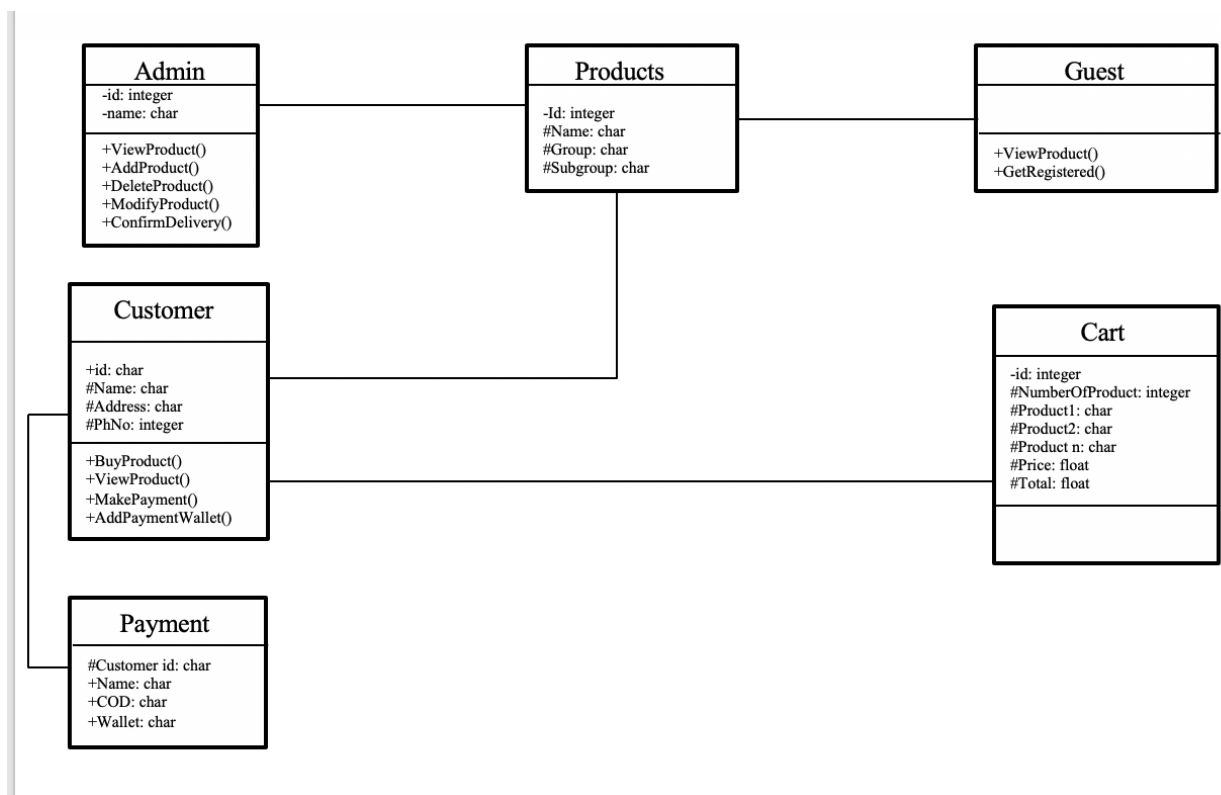 Admin
-id: integer
-name: char
+ViewProduct()
+AddProduct()
+DeleteProduct()
+ModifyProduct()
+ConfirmDelivery()
Products
-Id: integer
#Name: char
#Group: char
#Subgroup: char
Guest
+ViewProduct()
+GetRegistered()
Customer
+id: char
#Name: char
#Address: char
#PhNo: integer
+BuyProduct()
+ViewProduct()
+MakePayment()
+AddPaymentWallet()
Cart
-id: integer
#NumberOfProduct: integer
#Product1: char
#Product2: char
#Product n: char
#Price: float
#Total: float
Payment
#Customer id: char
+Name: char
+COD: char
+Wallet: char